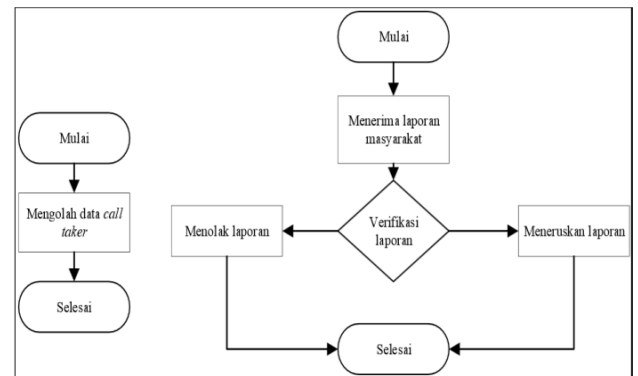 Mulai
Mengolah data call
taker
Selesai
Mulai
Menerima laporan
masyarakat
Verifikasi
laporan
Menolak laporan
Meneruskan laporan
Selesai